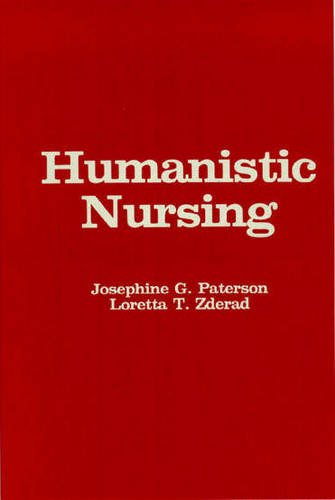 Humanistic
Nursing
Josephine G. Paterson
Loretta T. Zderad